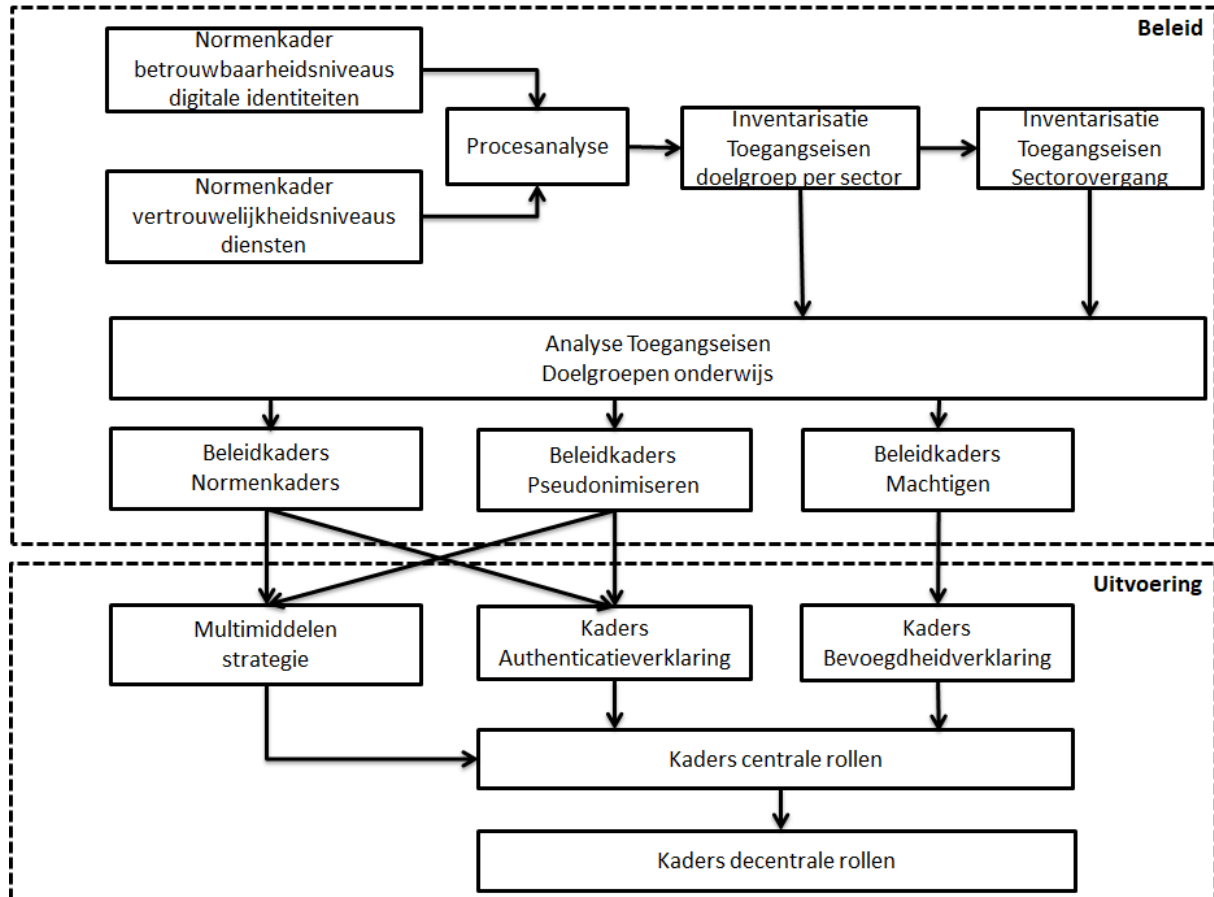 Beleid
Normenkader
betrouwbaarheidsniveaus
digitale identiteiten
Procesanalyse
Inventarisatie
Toegangseisen
doelgroep per sector
Inventarisatie
Toegangseisen
Sectorovergang
Normenkader
vertrouwelijkheidsniveaus
diensten
Analyse Toegangseisen
Doelgroepen onderwijs
Beleidkaders
Normenkaders
Beleidkaders
Pseudonimiseren
Beleidkaders
Machtigen
Uitvoering
Multimiddelen
strategie
Kaders
Authenticatieverklaring
Kaders
Bevoegdheidverklaring
Kaders centrale rollen
Kaders decentrale rollen